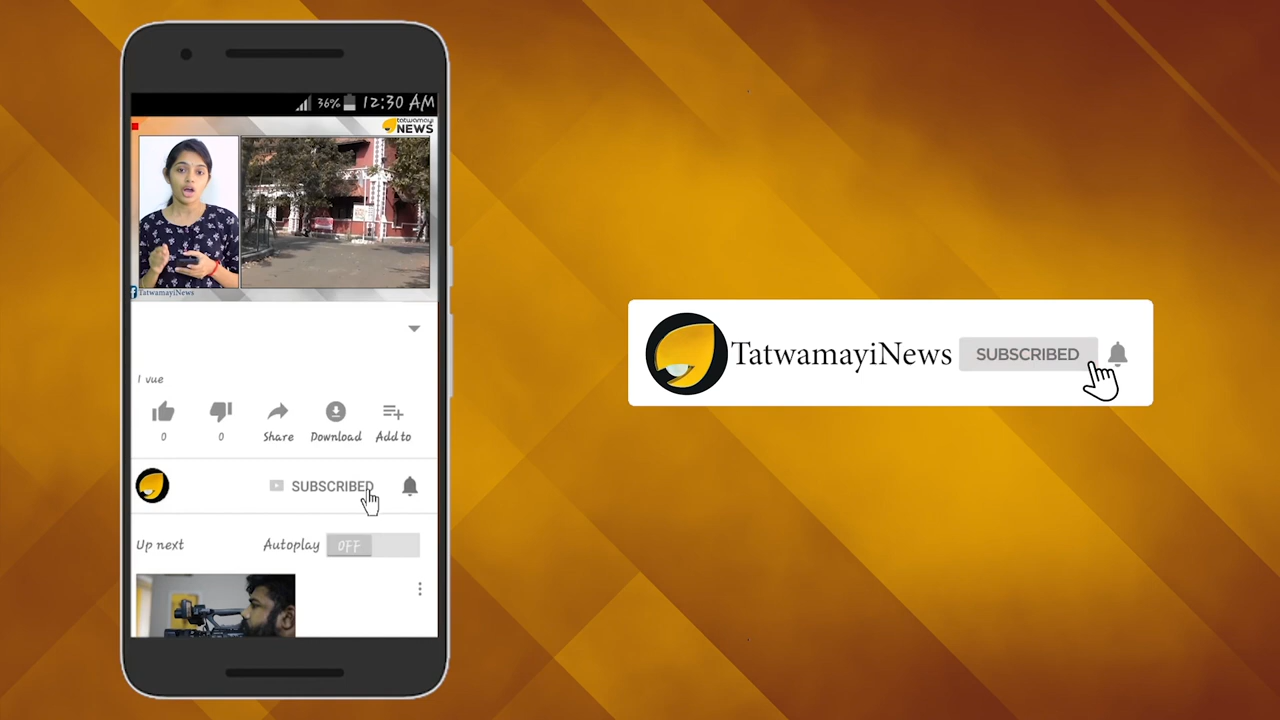 36% 12:30 AM
tatwamayi
NEWS
TatwamayiNews
1 vue
0 0 Share Download Add to
SUBSCRIBED
Up next Autoplay OFF
TatwamayiNews SUBSCRIBED